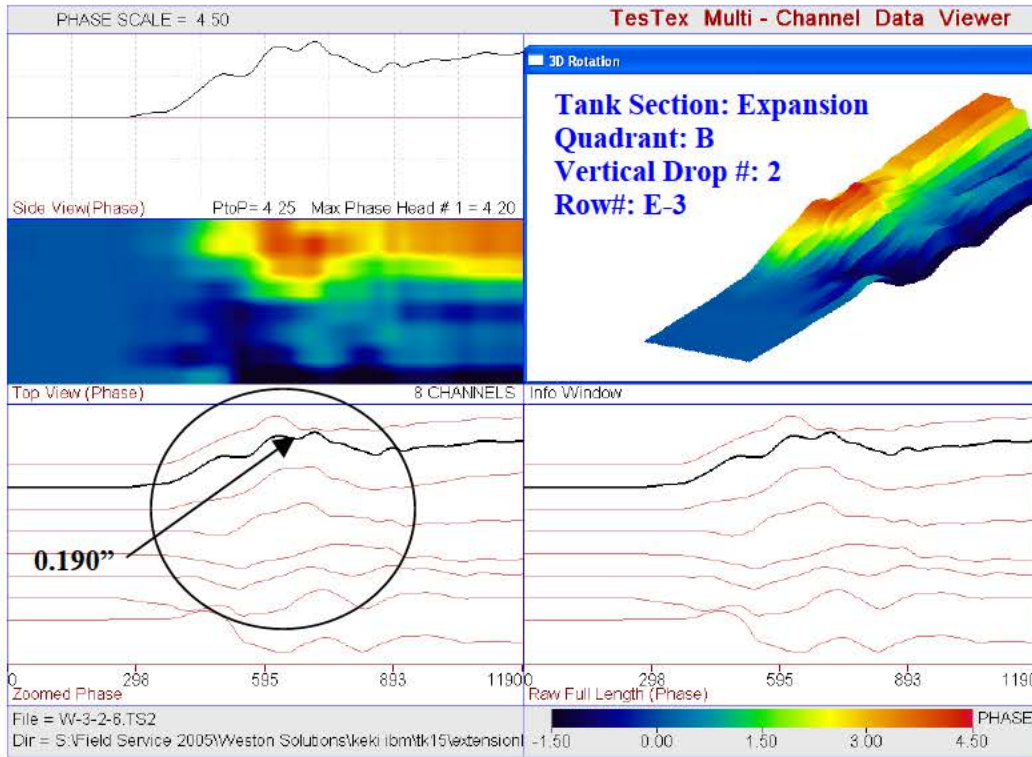 PHASE SCALE = 4.50
TesTex Multi - Channel Data Viewer
3D Rotation
Tank Section: Expansion
Quadrant: B
Vertical Drop #: 2
Row#: E-3
Side View(Phase) PtoP= 4.25 Max Phase Head # 1 = 4.20
Top View (Phase) 8 CHANNELS
Info Window
0.190”
0 298 595 893 11900
298 595 893 1190
Zoomed Phase
Raw Full Length (Phase)
File = W-3-2-6.TS2
Dir = S:\Field Service 2005\Weston Solutions\keki ibm\tk15\extension\
PHASE
-1.50 0.00 1.50 3.00 4.50